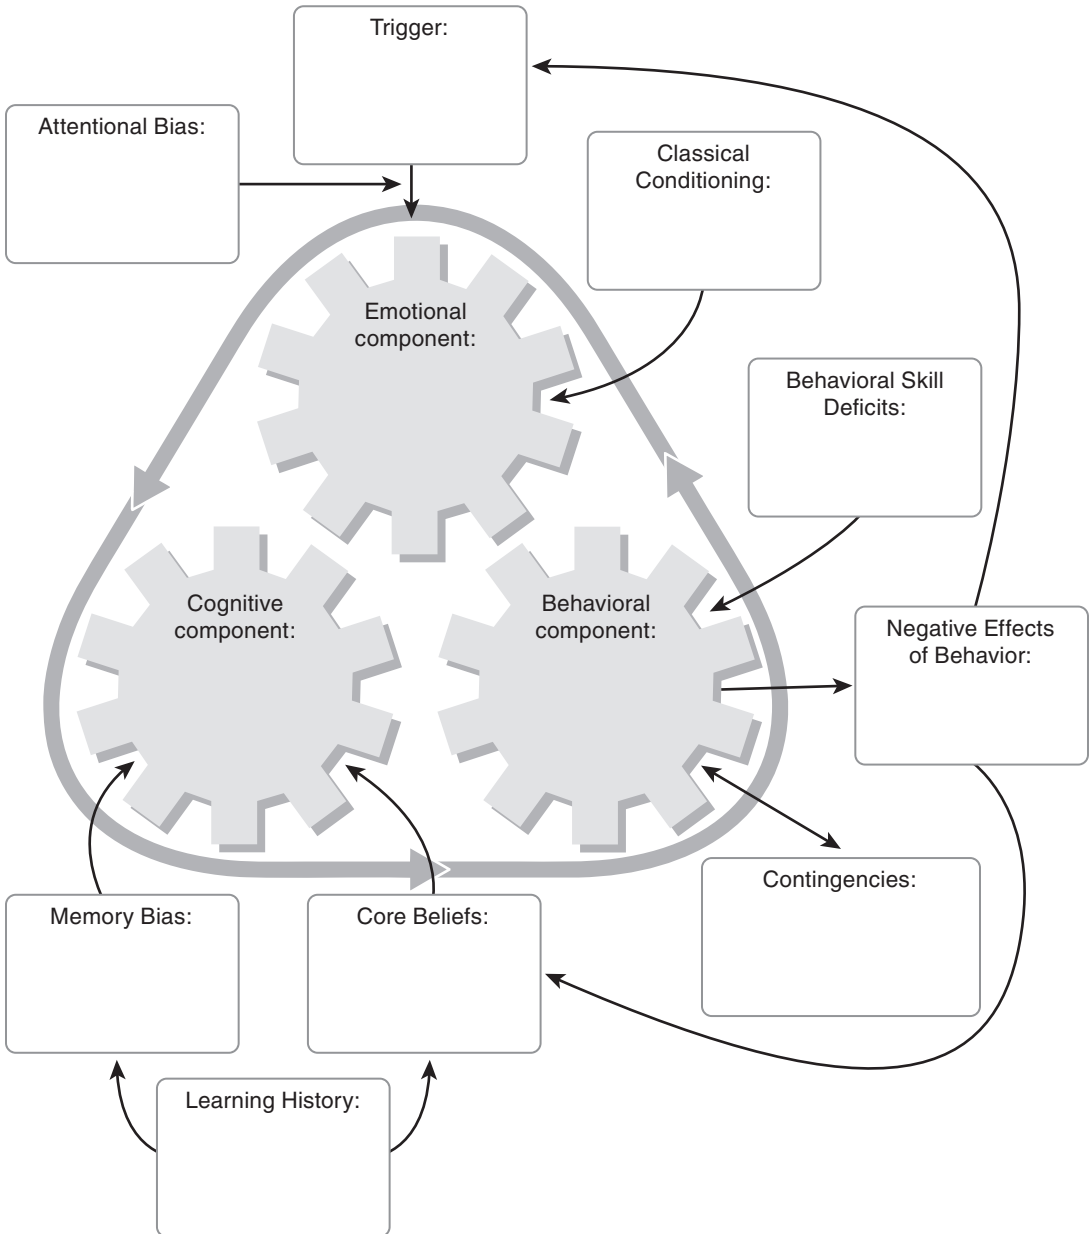 Trigger:
Attentional Bias:
Classical
Conditioning:
Emotional
component:
Behavioral Skill
Deficits:
Cognitive
component:
Behavioral
component:
Negative Effects
of Behavior:
Contingencies:
Memory Bias:
Core Beliefs:
Learning History: